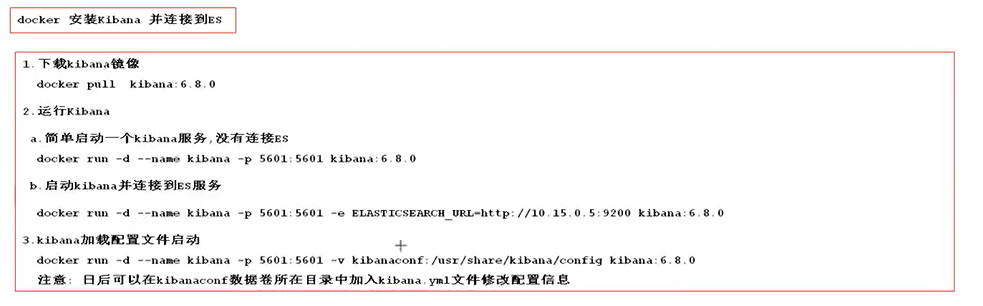 docker 安装Kibana 并连接到ES
1.下载kibana镜像
docker pull  kibana:6.8.0
2.运行Kibana
a.简单启动一个kibana服务,没有连接ES
docker run -d --name kibana -p 5601:5601 kibana:6.8.0
b.启动kibana并连接到ES服务
docker run -d --name kibana -p 5601:5601 -e ELASTICSEARCH_URL=http://10.15.0.5:9200 kibana:6.8.0
3.kibana加载配置文件启动
docker run -d --name kibana -p 5601:5601 -v kibanaconf:/usr/share/kibana/config kibana:6.8.0
注意: 日后可以在kibanaconf数据卷所在目录中加入kibana.yml文件修改配置信息